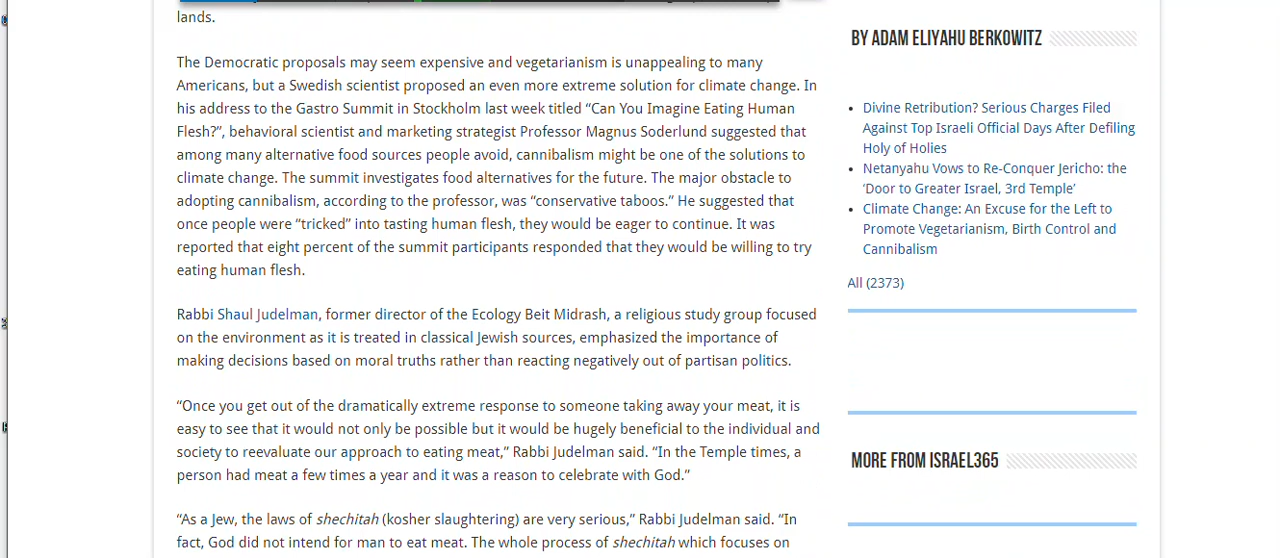 lands.
The Democratic proposals may seem expensive and vegetarianism is unappealing to many
Americans, but a Swedish scientist proposed an even more extreme solution for climate change. In
his address to the Gastro Summit in Stockholm last week titled “Can You Imagine Eating Human
Flesh?”, behavioral scientist and marketing strategist Professor Magnus Soderlund suggested that
among many alternative food sources people avoid, cannibalism might be one of the solutions to
climate change. The summit investigates food alternatives for the future. The major obstacle to
adopting cannibalism, according to the professor, was “conservative taboos.” He suggested that
once people were “tricked” into tasting human flesh, they would be eager to continue. It was
reported that eight percent of the summit participants responded that they would be willing to try
eating human flesh.
Rabbi Shaul Judelman, former director of the Ecology Beit Midrash, a religious study group focused
on the environment as it is treated in classical Jewish sources, emphasized the importance of
making decisions based on moral truths rather than reacting negatively out of partisan politics.
“Once you get out of the dramatically extreme response to someone taking away your meat, it is
easy to see that it would not only be possible but it would be hugely beneficial to the individual and
society to reevaluate our approach to eating meat,” Rabbi Judelman said. “In the Temple times, a
person had meat a few times a year and it was a reason to celebrate with God.”
“As a Jew, the laws of shechitah (kosher slaughtering) are very serious,” Rabbi Judelman said. “In
fact, God did not intend for man to eat meat. The whole process of shechitah which focuses on
BY ADAM ELIYAHU BERKOWITZ
• Divine Retribution? Serious Charges Filed
Against Top Israeli Official Days After Defiling
Holy of Holies
• Netanyahu Vows to Re-Conquer Jericho: the
‘Door to Greater Israel, 3rd Temple’
• Climate Change: An Excuse for the Left to
Promote Vegetarianism, Birth Control and
Cannibalism
All (2373)
MORE FROM ISRAEL365